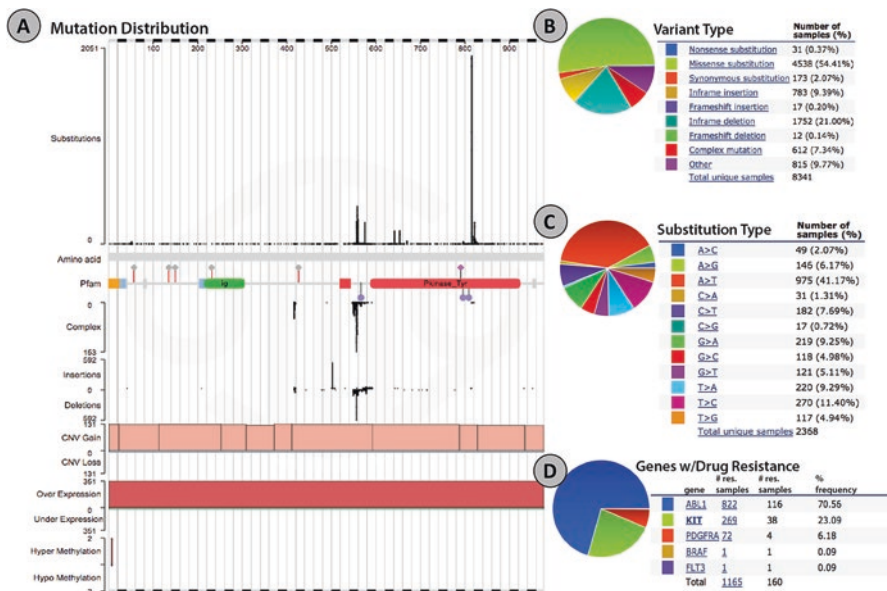 A Mutation Distribution
100 200 300 400 500 600 700 800 900
2051
Substitutions
0
Amino acid
Pfam
Ig
Pkinase_Tyr
0
Complex
153
592
Insertions
0
Deletions
592
131
CNV Gain
0
CNV Loss
131
351
Over Expression
0
Under Expression
351
2
Hyper Methylation
Hypo Methylation
B
Variant Type Number of samples (%)
Nonsense substitution 31 (0.37%)
Missense substitution 4538 (54.41%)
Synonymous substitution 173 (2.07%)
Inframe insertion 783 (9.39%)
Frameshift insertion 17 (0.20%)
Inframe deletion 1752 (21.00%)
Frameshift deletion 12 (0.14%)
Complex mutation 612 (7.34%)
Other 815 (9.77%)
Total unique samples 8341
C
Substitution Type Number of samples (%)
A>C 49 (2.07%)
A>G 146 (6.17%)
A>T 975 (41.17%)
C>A 31 (1.31%)
C>T 182 (7.69%)
C>G 17 (0.72%)
G>A 219 (9.25%)
G>C 118 (4.98%)
G>T 121 (5.11%)
T>A 220 (9.29%)
T>C 270 (11.40%)
T>G 117 (4.94%)
Total unique samples 2368
D
Genes w/Drug Resistance
gene # res. samples # res. samples % frequency
ABL1 822 116 70.56
KIT 269 38 23.09
PDGFRA 72 4 6.18
BRAF 1 1 0.09
FLT3 1 1 0.09
Total 1165 160